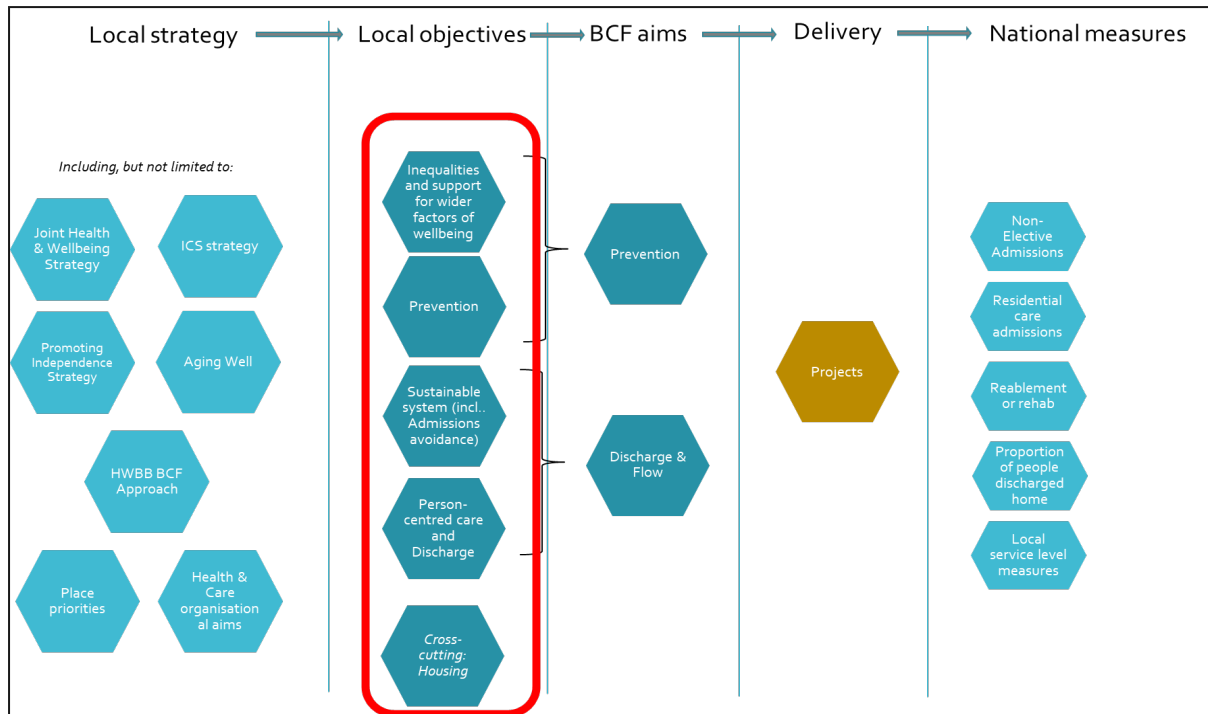 Local strategy
Local objectives
BCF aims
Delivery
National measures
Including, but not limited to:
Joint Health
& Wellbeing
Strategy
ICS strategy
Promoting
Independence
Strategy
Aging Well
HWBB BCF
Approach
Place
priorities
Health &
Care
organisation
al aims
Inequalities
and support
for wider
factors of
wellbeing
Prevention
Sustainable
system (incl..
Admissions
avoidance)
Person-
centred care
and
Discharge
Cross-
cutting:
Housing
Prevention
Discharge &
Flow
Projects
Non-
Elective
Admissions
Residential
care
admissions
Reablement
or rehab
Proportion
of people
discharged
home
Local
service level
measures